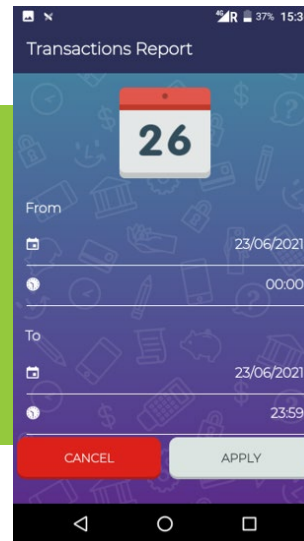 4G R 37% 15:3
Transactions Report
26
From
23/06/2021
00:00
To
23/06/2021
23:59
CANCEL APPLY